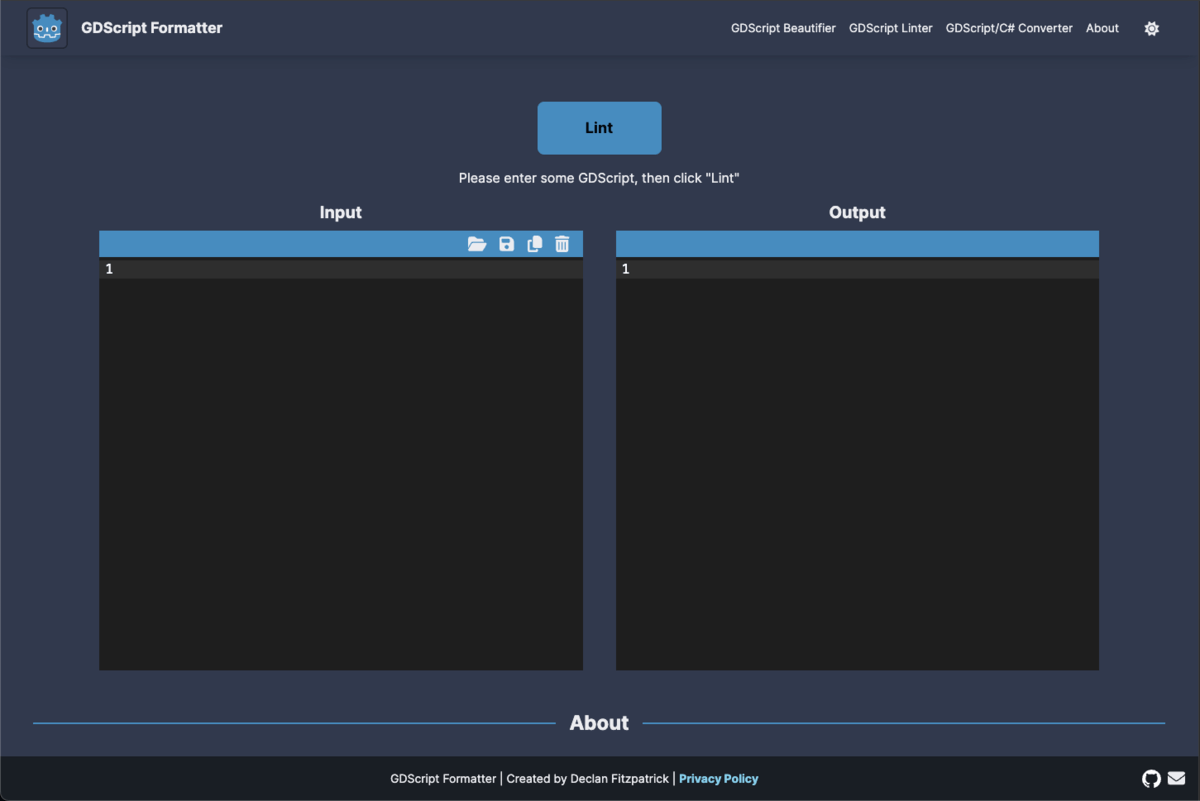 GDScript Formatter
GDScript Beautifier GDScript Linter GDScript/C# Converter About
Lint
Please enter some GDScript, then click "Lint"
Input
Output
1
1
About
GDScript Formatter | Created by Declan Fitzpatrick | Privacy Policy